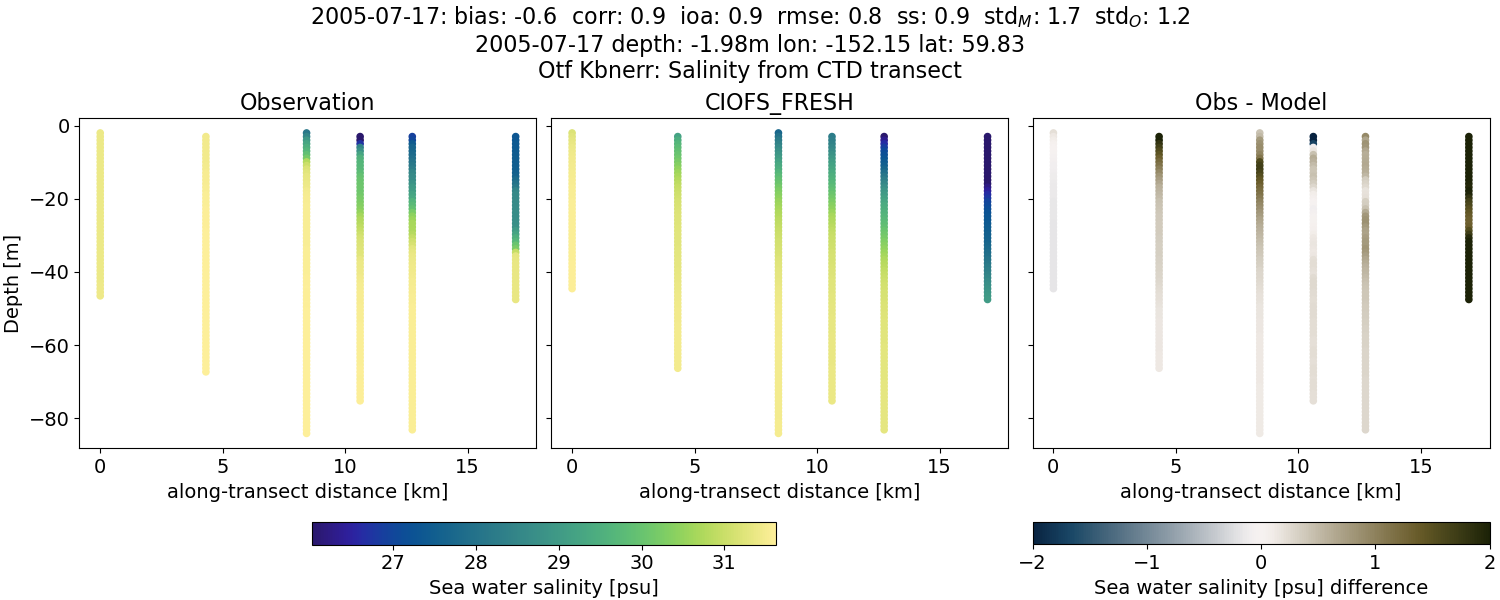 2005-07-17: bias: -0.6  corr: 0.9  ioa: 0.9  rmse: 0.8  ss: 0.9  std_M: 1.7  std_O: 1.2
2005-07-17 depth: -1.98m lon: -152.15 lat: 59.83
Otf Kbnerr: Salinity from CTD transect
Observation
CIOFS_FRESH
Obs - Model
Depth [m]
0
−20
−40
−60
−80
0 5 10 15
0 5 10 15
0 5 10 15
along-transect distance [km]
along-transect distance [km]
along-transect distance [km]
27 28 29 30 31
Sea water salinity [psu]
−2 −1 0 1 2
Sea water salinity [psu] difference